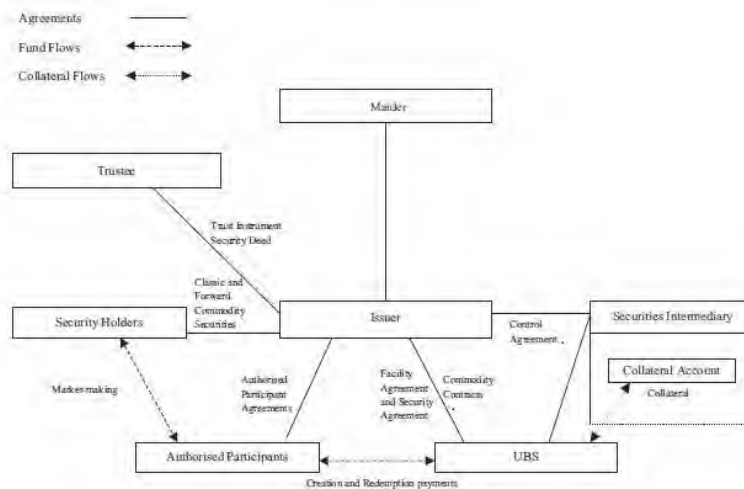 Agreements
Fund Flows
Collateral Flows
Trustee
Trust Instrument
Security Deed
Classic and
Forward
Commodity
Securities
Security Holders
Issuer
Control
Agreement
Securities Intermediary
Collateral Account
Collateral
Market-making
Authorised
Participant
Agreements
Facility
Agreement
and Security
Agreement
Commodity
Contracts
Authorised Participants
UBS
Creation and Redemption payments